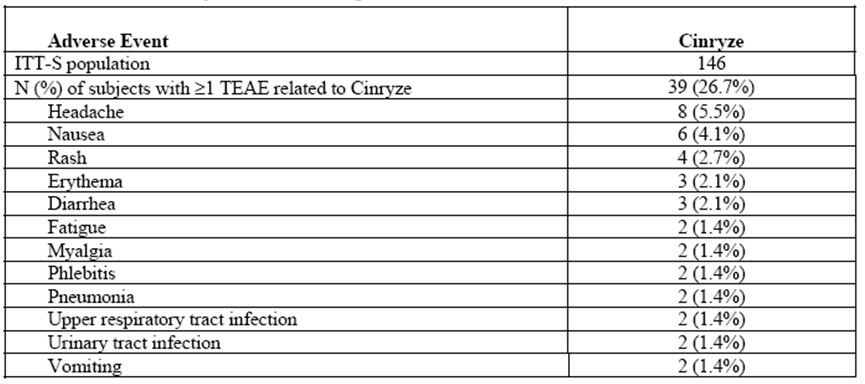 Adverse Event Cinryze
ITT-S population 146
N (%) of subjects with ≥1 TEAE related to Cinryze 39 (26.7%)
Headache 8 (5.5%)
Nausea 6 (4.1%)
Rash 4 (2.7%)
Erythema 3 (2.1%)
Diarrhea 3 (2.1%)
Fatigue 2 (1.4%)
Myalgia 2 (1.4%)
Phlebitis 2 (1.4%)
Pneumonia 2 (1.4%)
Upper respiratory tract infection 2 (1.4%)
Urinary tract infection 2 (1.4%)
Vomiting 2 (1.4%)